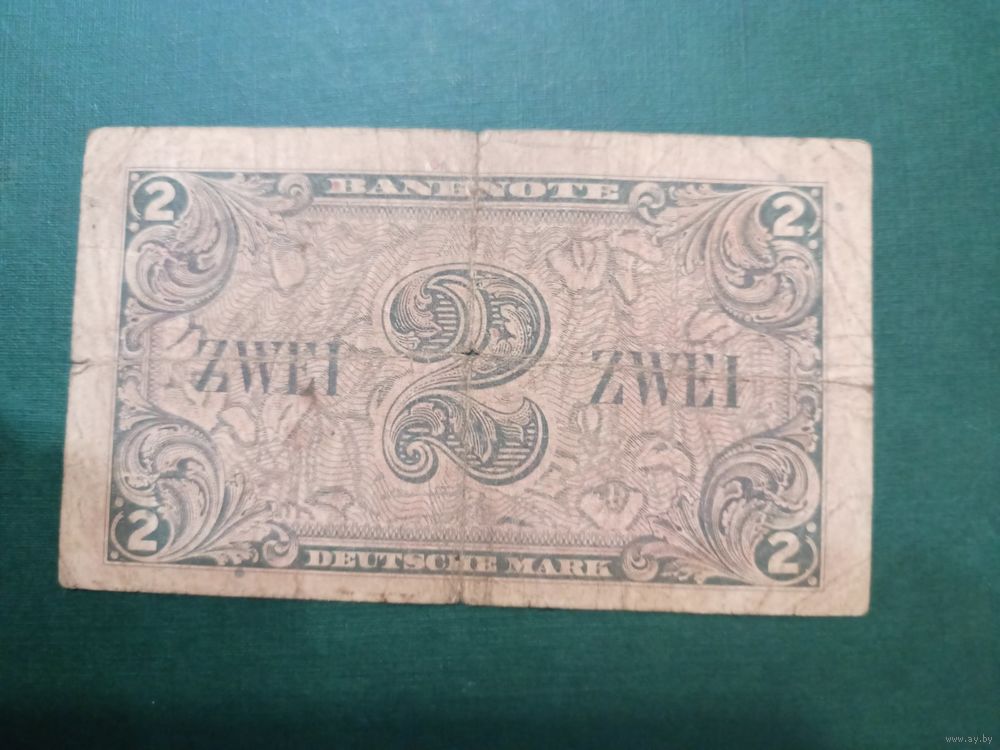 2 BANKNOTE 2
ZWEI 2 ZWEI
2 DEUTSCHE MARK 2
www.ay.by